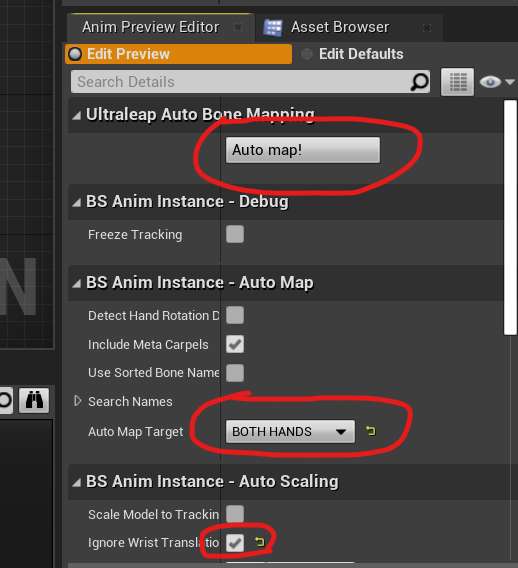 Anim Preview Editor
Asset Browser
Edit Preview
Edit Defaults
Search Details
Ultraleap Auto Bone Mapping
Auto map!
BS Anim Instance - Debug
Freeze Tracking
BS Anim Instance - Auto Map
Detect Hand Rotation D
Include Meta Carpels
Use Sorted Bone Name
Search Names
Auto Map Target
BOTH HANDS
BS Anim Instance - Auto Scaling
Scale Model to Trackin
Ignore Wrist Translatio
N